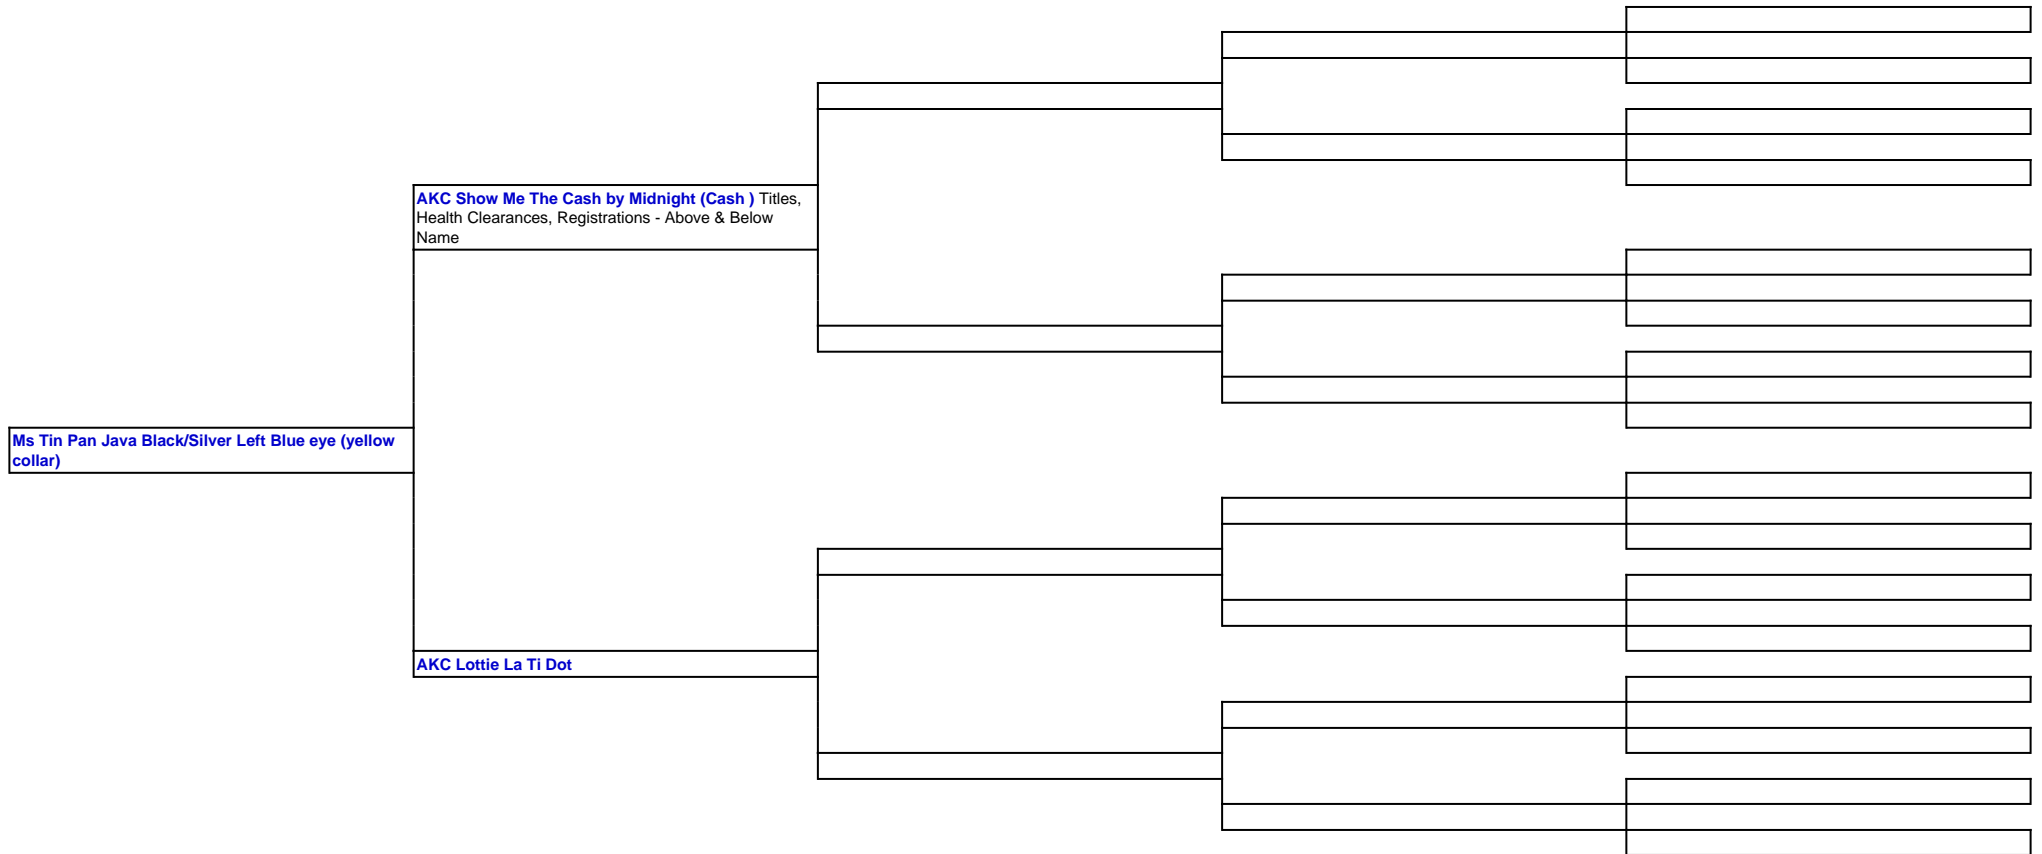 AKC Show Me The Cash by Midnight (Cash ) Titles,
Health Clearances, Registrations - Above & Below
Name
Ms Tin Pan Java Black/Silver Left Blue eye (yellow
collar)
AKC Lottie La Ti Dot